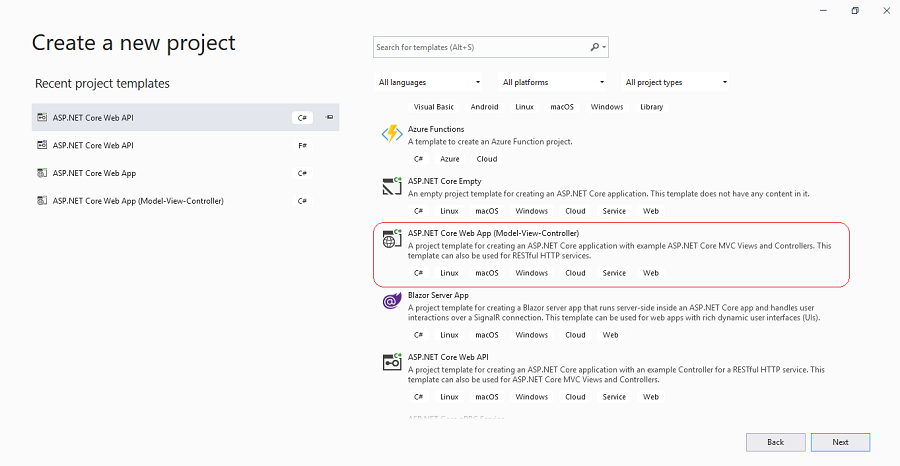 Create a new project
Search for templates (Alt+S)
Recent project templates
All languages
All platforms
All project types
ASP.NET Core Web API
C#
ASP.NET Core Web API
F#
ASP.NET Core Web App
C#
ASP.NET Core Web App (Model-View-Controller)
C#
Visual Basic
Android
Linux
macOS
Windows
Library
Azure Functions
A template to create an Azure Function project.
C#
Azure
Cloud
ASP.NET Core Empty
An empty project template for creating an ASP.NET Core application. This template does not have any content in it.
C#
Linux
macOS
Windows
Cloud
Service
Web
ASP.NET Core Web App (Model-View-Controller)
A project template for creating an ASP.NET Core application with example ASP.NET Core MVC Views and Controllers. This
template can also be used for RESTful HTTP services.
C#
Linux
macOS
Windows
Cloud
Service
Web
Blazor Server App
A project template for creating a Blazor server app that runs server-side inside an ASP.NET Core app and handles user
interactions over a SignalR connection. This template can be used for web apps with rich dynamic user interfaces (UIs).
C#
Linux
macOS
Windows
Cloud
Web
ASP.NET Core Web API
A project template for creating an ASP.NET Core application with an example Controller for a RESTful HTTP service. This
template can also be used for ASP.NET Core MVC Views and Controllers.
C#
Linux
macOS
Windows
Cloud
Service
Web
Back
Next